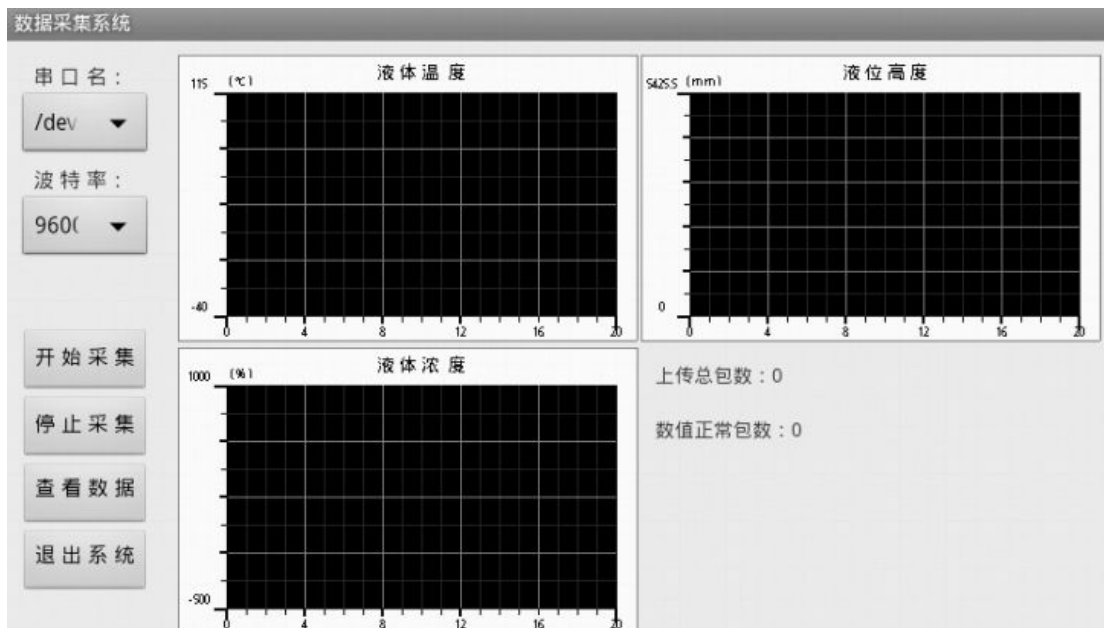 数据采集系统
串口名：
/dev
波特率：
960
开始采集
停止采集
查看数据
退出系统
液体温度
115 (℃)
-40
0 4 8 12 16 20
液位高度
5425.5 (mm)
0
0 4 8 12 16 20
液体浓度
1000 (%)
-500
0 4 8 12 16 20
上传总包数：0
数值正常包数：0